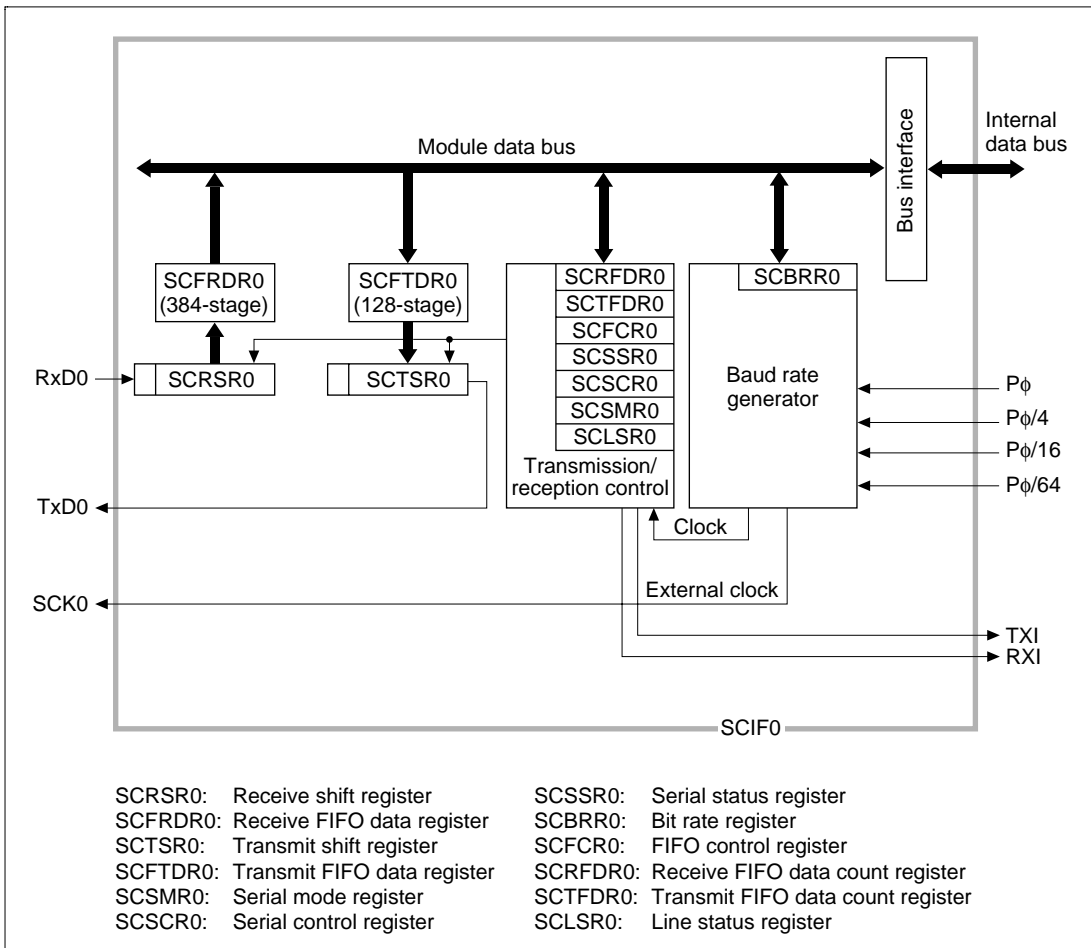 Module data bus
Bus interface
Internal
data bus
SCFRDR0
(384-stage)
SCFTDR0
(128-stage)
SCRFDR0
SCTFDR0
SCFCR0
SCSSR0
SCSCR0
SCSMR0
SCLSR0
Transmission/
reception control
SCBRR0
Baud rate
generator
RxD0
SCRSR0
SCTSR0
Pϕ
Pϕ/4
Pϕ/16
Pϕ/64
TxD0
Clock
External clock
SCK0
TXI
RXI
SCIF0
SCRSR0: Receive shift register
SCFRDR0: Receive FIFO data register
SCTSR0: Transmit shift register
SCFTDR0: Transmit FIFO data register
SCSMR0: Serial mode register
SCSCR0: Serial control register
SCSSR0: Serial status register
SCBRR0: Bit rate register
SCFCR0: FIFO control register
SCRFDR0: Receive FIFO data count register
SCTFDR0: Transmit FIFO data count register
SCLSR0: Line status register